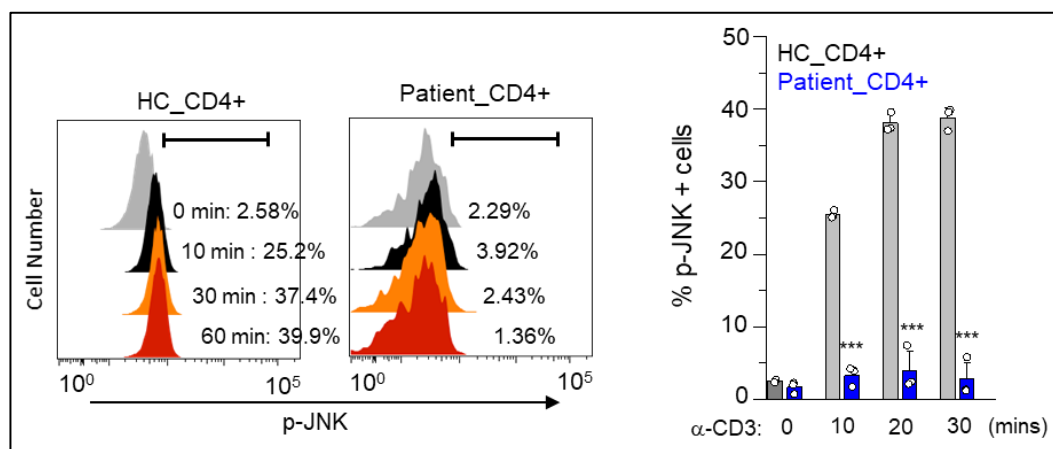 HC_CD4+
Patient_CD4+
Cell Number
0 min: 2.58%
10 min : 25.2%
30 min : 37.4%
60 min: 39.9%
2.29%
3.92%
2.43%
1.36%
10⁰
10⁵
10⁰
10⁵
p-JNK
% p-JNK + cells
50
40
30
20
10
0
HC_CD4+
Patient_CD4+
***
***
***
α-CD3: 0 10 20 30 (mins)